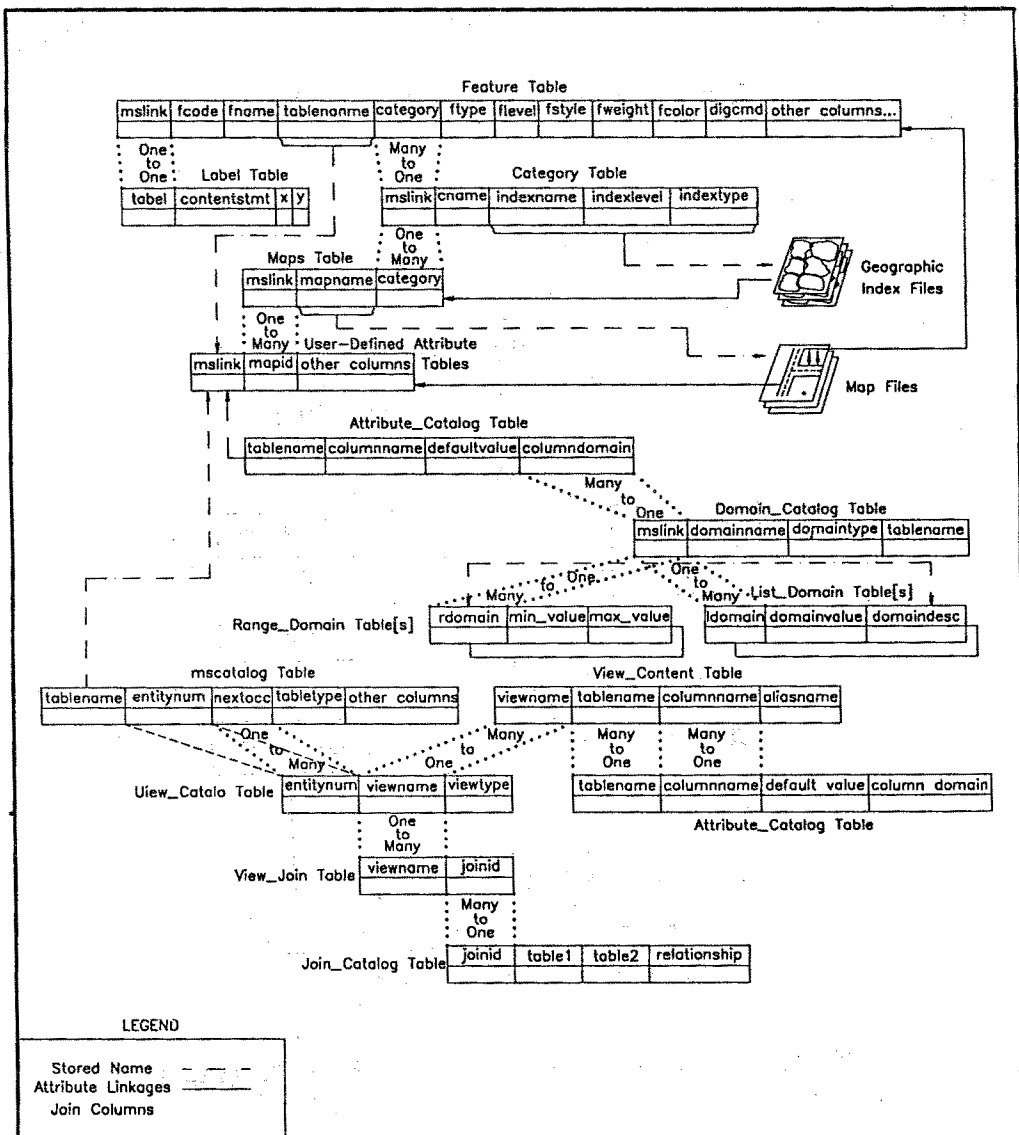 Feature Table
mslink fcode fname tablenanme category ftype flevel fstyle fweight fcolor digcmd other columns...
One
to
One
Many
to
One
Label Table
tabel contentstmt x y
Category Table
mslink cname indexname indexlevel indextype
One
to
Many
Maps Table
mslink mapname category
Geographic
Index Files
One
to
Many
User-Defined Attribute
Tables
mslink mapid other columns
Map Files
Attribute_Catalog Table
tablename columnname defaultvalue columndomain
Many
to
One
Domain_Catalog Table
mslink domainname domaintype tablename
Many to One
One
to
Many
List_Domain Table[s]
Range_Domain Table[s]
rdomain min_value max_value
ldomain domainvalue domaindesc
mscatalog Table
tablename entitynum nextocc tabletype other columns
View_Content Table
viewname tablename columnname aliasname
One
to
Many
Many
to
One
Many
to
One
Many
to
One
Uiew_Catalo Table
entitynum viewname viewtype
tablename columnname default value column domain
Attribute_Catalog Table
One
to
Many
View_Join Table
viewname joinid
Many
to
One
Join_Catalog Table
joinid table1 table2 relationship
LEGEND
Stored Name
Attribute Linkages
Join Columns